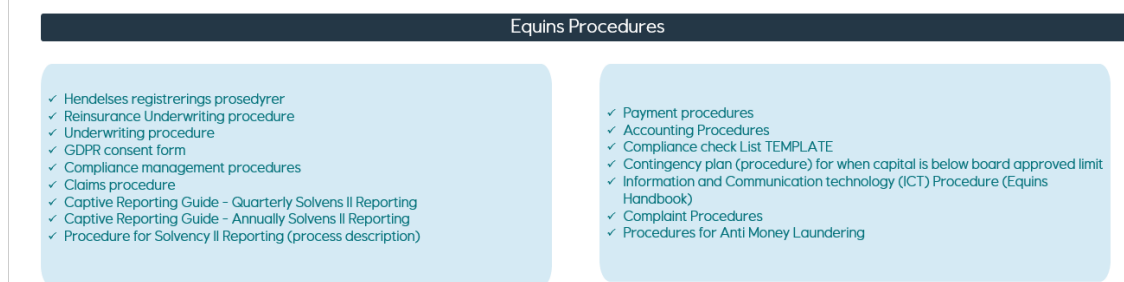 Equins Procedures
✓ Hendelses registrerings prosedyrer
✓ Reinsurance Underwriting procedure
✓ Underwriting procedure
✓ GDPR consent form
✓ Compliance management procedures
✓ Claims procedure
✓ Captive Reporting Guide - Quarterly Solvens II Reporting
✓ Captive Reporting Guide - Annually Solvens II Reporting
✓ Procedure for Solvency II Reporting (process description)
✓ Payment procedures
✓ Accounting Procedures
✓ Compliance check List TEMPLATE
✓ Contingency plan (procedure) for when capital is below board approved limit
✓ Information and Communication technology (ICT) Procedure (Equins
Handbook)
✓ Complaint Procedures
✓ Procedures for Anti Money Laundering